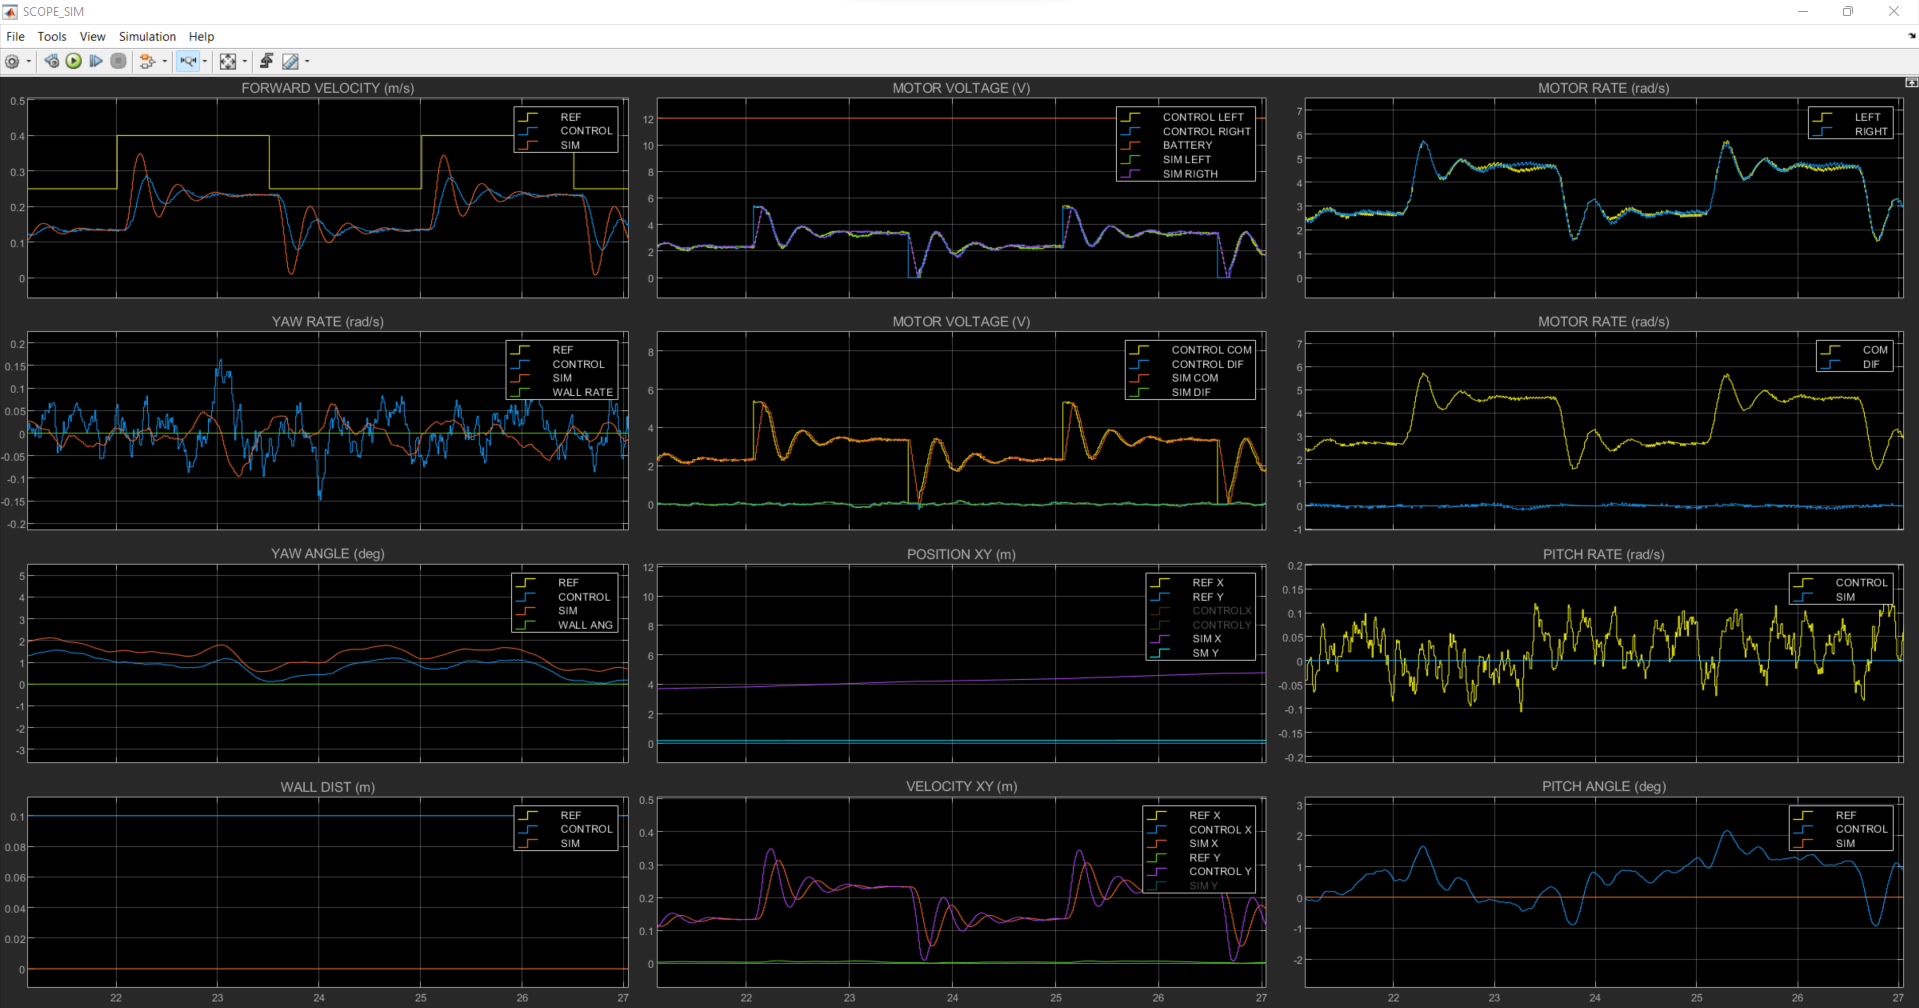 SCOPE_SIM
File Tools View Simulation Help
FORWARD VELOCITY (m/s)
0.5
0.4
0.3
0.2
0.1
0
REF
CONTROL
SIM
22 23 24 25 26 27
MOTOR VOLTAGE (V)
12
10
8
6
4
2
0
CONTROL LEFT
CONTROL RIGHT
BATTERY
SIM LEFT
SIM RIGTH
MOTOR RATE (rad/s)
7
6
5
4
3
2
1
0
LEFT
RIGHT
YAW RATE (rad/s)
0.2
0.15
0.1
0.05
0
-0.05
-0.1
-0.15
-0.2
REF
CONTROL
SIM
WALL RATE
MOTOR VOLTAGE (V)
8
6
4
2
0
CONTROL COM
CONTROL DIF
SIM COM
SIM DIF
MOTOR RATE (rad/s)
7
6
5
4
3
2
1
0
-1
COM
DIF
YAW ANGLE (deg)
5
4
3
2
1
0
-1
-2
-3
REF
CONTROL
SIM
WALL ANG
POSITION XY (m)
12
10
8
6
4
2
0
REF X
REF Y
CONTROLX
CONTROLY
SIM X
SM Y
PITCH RATE (rad/s)
0.2
0.15
0.1
0.05
0
-0.05
-0.1
-0.15
-0.2
CONTROL
SIM
WALL DIST (m)
0.1
0.08
0.06
0.04
0.02
0
REF
CONTROL
SIM
VELOCITY XY (m)
0.5
0.4
0.3
0.2
0.1
0
REF X
CONTROL X
SIM X
REF Y
CONTROL Y
SIM Y
22 23 24 25 26 27
PITCH ANGLE (deg)
3
2
1
0
-1
-2
REF
CONTROL
SIM
22 23 24 25 26 27